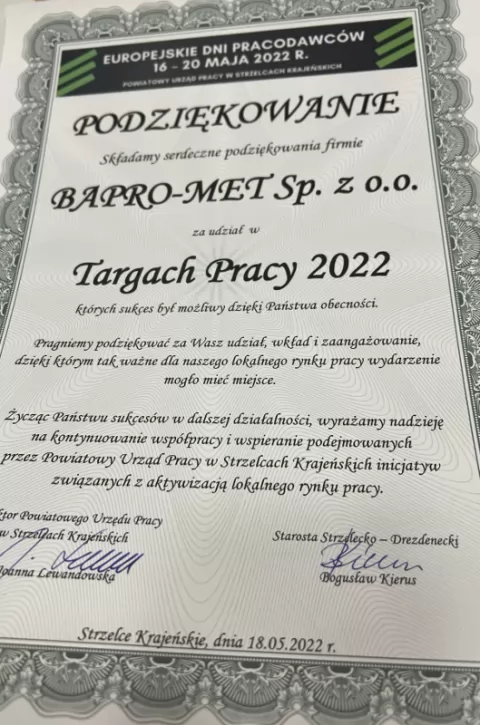 EUROPEJSKIE DNI PRACODAWCÓW
16 – 20 MAJA 2022 R.
POWIATOWY URZĄD PRACY W STRZELCACH KRAJEŃSKICH
PODZIĘKOWANIE
Składamy serdeczne podziękowania firmie
BAPRO-MET Sp. z o.o.
za udział w
Targach Pracy 2022
których sukces był możliwy dzięki Państwa obecności.
Pragniemy podziękować za Wasz udział, wkład i zaangażowanie,
dzięki którym tak ważne dla naszego lokalnego rynku pracy wydarzenie
mogło mieć miejsce.
Życząc Państwu sukcesów w dalszej działalności, wyrażamy nadzieję
na kontynuowanie współpracy i wspieranie podejmowanych
przez Powiatowy Urząd Pracy w Strzelcach Krajeńskich inicjatyw
związanych z aktywizacją lokalnego rynku pracy.
ktor Powiatowego Urzędu Pracy
w Strzelcach Krajeńskich
Joanna Lewandowska
Starosta Strzelecko – Drezdenecki
Bogusław Kierus
Strzelce Krajeńskie, dnia 18.05.2022 r.